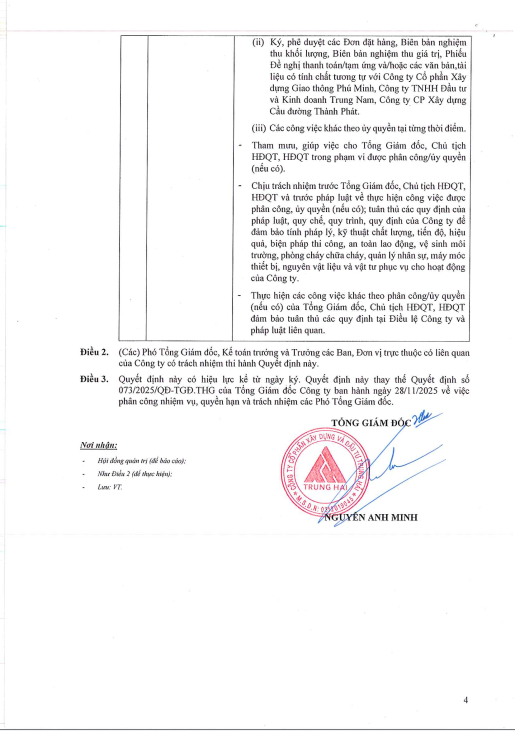 (ii) Ký, phê duyệt các Đơn đặt hàng, Biên bản nghiệm
thu khối lượng, Biên bản nghiệm thu giá trị, Phiếu
Đề nghị thanh toán/tạm ứng và/hoặc các văn bản,tài
liệu có tính chất tương tự với Công ty Cổ phần Xây
dựng Giao thông Phú Minh, Công ty TNHH Đầu tư
và Kinh doanh Trung Nam, Công ty CP Xây dựng
Cầu đường Thành Phát.
(iii) Các công việc khác theo ủy quyền tại từng thời điểm.
- Tham mưu, giúp việc cho Tổng Giám đốc, Chủ tịch
HĐQT, HĐQT trong phạm vi được phân công/ủy quyền
(nếu có).
- Chịu trách nhiệm trước Tổng Giám đốc, Chủ tịch HĐQT,
HĐQT và trước pháp luật về thực hiện công việc được
phân công, ủy quyền (nếu có); tuân thủ các quy định của
pháp luật, quy chế, quy trình, quy định của Công ty để
đảm bảo tính pháp lý, kỹ thuật chất lượng, tiến độ, hiệu
quả, biện pháp thi công, an toàn lao động, vệ sinh môi
trường, phòng cháy chữa cháy, quản lý nhân sự, máy móc
thiết bị, nguyên vật liệu và vật tư phục vụ cho hoạt động
của Công ty.
- Thực hiện các công việc khác theo phân công/ủy quyền
(nếu có) của Tổng Giám đốc, Chủ tịch HĐQT, HĐQT
đảm bảo tuân thủ các quy định tại Điều lệ Công ty và
pháp luật liên quan.
Điều 2. (Các) Phó Tổng Giám đốc, Kế toán trưởng và Trưởng các Ban, Đơn vị trực thuộc có liên quan
của Công ty có trách nhiệm thi hành Quyết định này.
Điều 3. Quyết định này có hiệu lực kể từ ngày ký. Quyết định này thay thế Quyết định số
073/2025/QĐ-TGĐ.THG của Tổng Giám đốc Công ty ban hành ngày 28/11/2025 về việc
phân công nhiệm vụ, quyền hạn và trách nhiệm các Phó Tổng Giám đốc.
TỔNG GIÁM ĐỐC
Nơi nhận:
- Hội đồng quản trị (để báo cáo);
- Như Điều 2 (để thực hiện);
- Lưu: VT.
CÔNG TY CỔ PHẦN XÂY DỰNG VÀ ĐẦU TƯ TRUNG HẢI
TRUNG HAI
M.S.D.N:
NGUYỄN ANH MINH
4